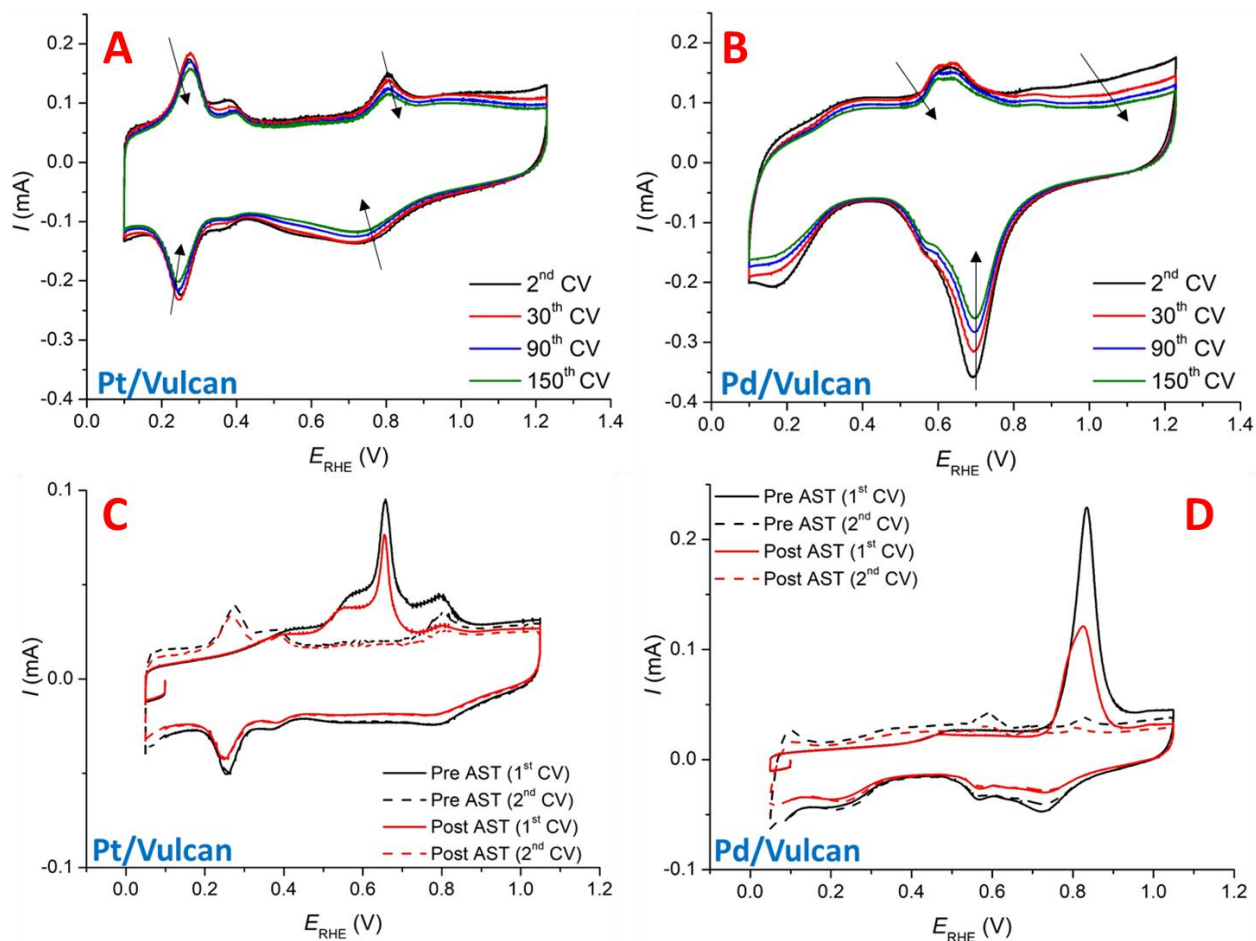 A
0.2
0.1
0.0
-0.1
-0.2
-0.3
-0.4
I (mA)
2nd CV
30th CV
90th CV
150th CV
Pt/Vulcan
0.0 0.2 0.4 0.6 0.8 1.0 1.2 1.4
ERHE (V)
B
0.2
0.1
0.0
-0.1
-0.2
-0.3
-0.4
I (mA)
2nd CV
30th CV
90th CV
150th CV
Pd/Vulcan
0.0 0.2 0.4 0.6 0.8 1.0 1.2 1.4
ERHE (V)
C
0.1
0.0
-0.1
I (mA)
Pre AST (1st CV)
Pre AST (2nd CV)
Post AST (1st CV)
Post AST (2nd CV)
Pt/Vulcan
0.0 0.2 0.4 0.6 0.8 1.0 1.2
ERHE (V)
D
Pre AST (1st CV)
Pre AST (2nd CV)
Post AST (1st CV)
Post AST (2nd CV)
0.2
0.1
0.0
-0.1
I (mA)
Pd/Vulcan
0.0 0.2 0.4 0.6 0.8 1.0 1.2
ERHE (V)